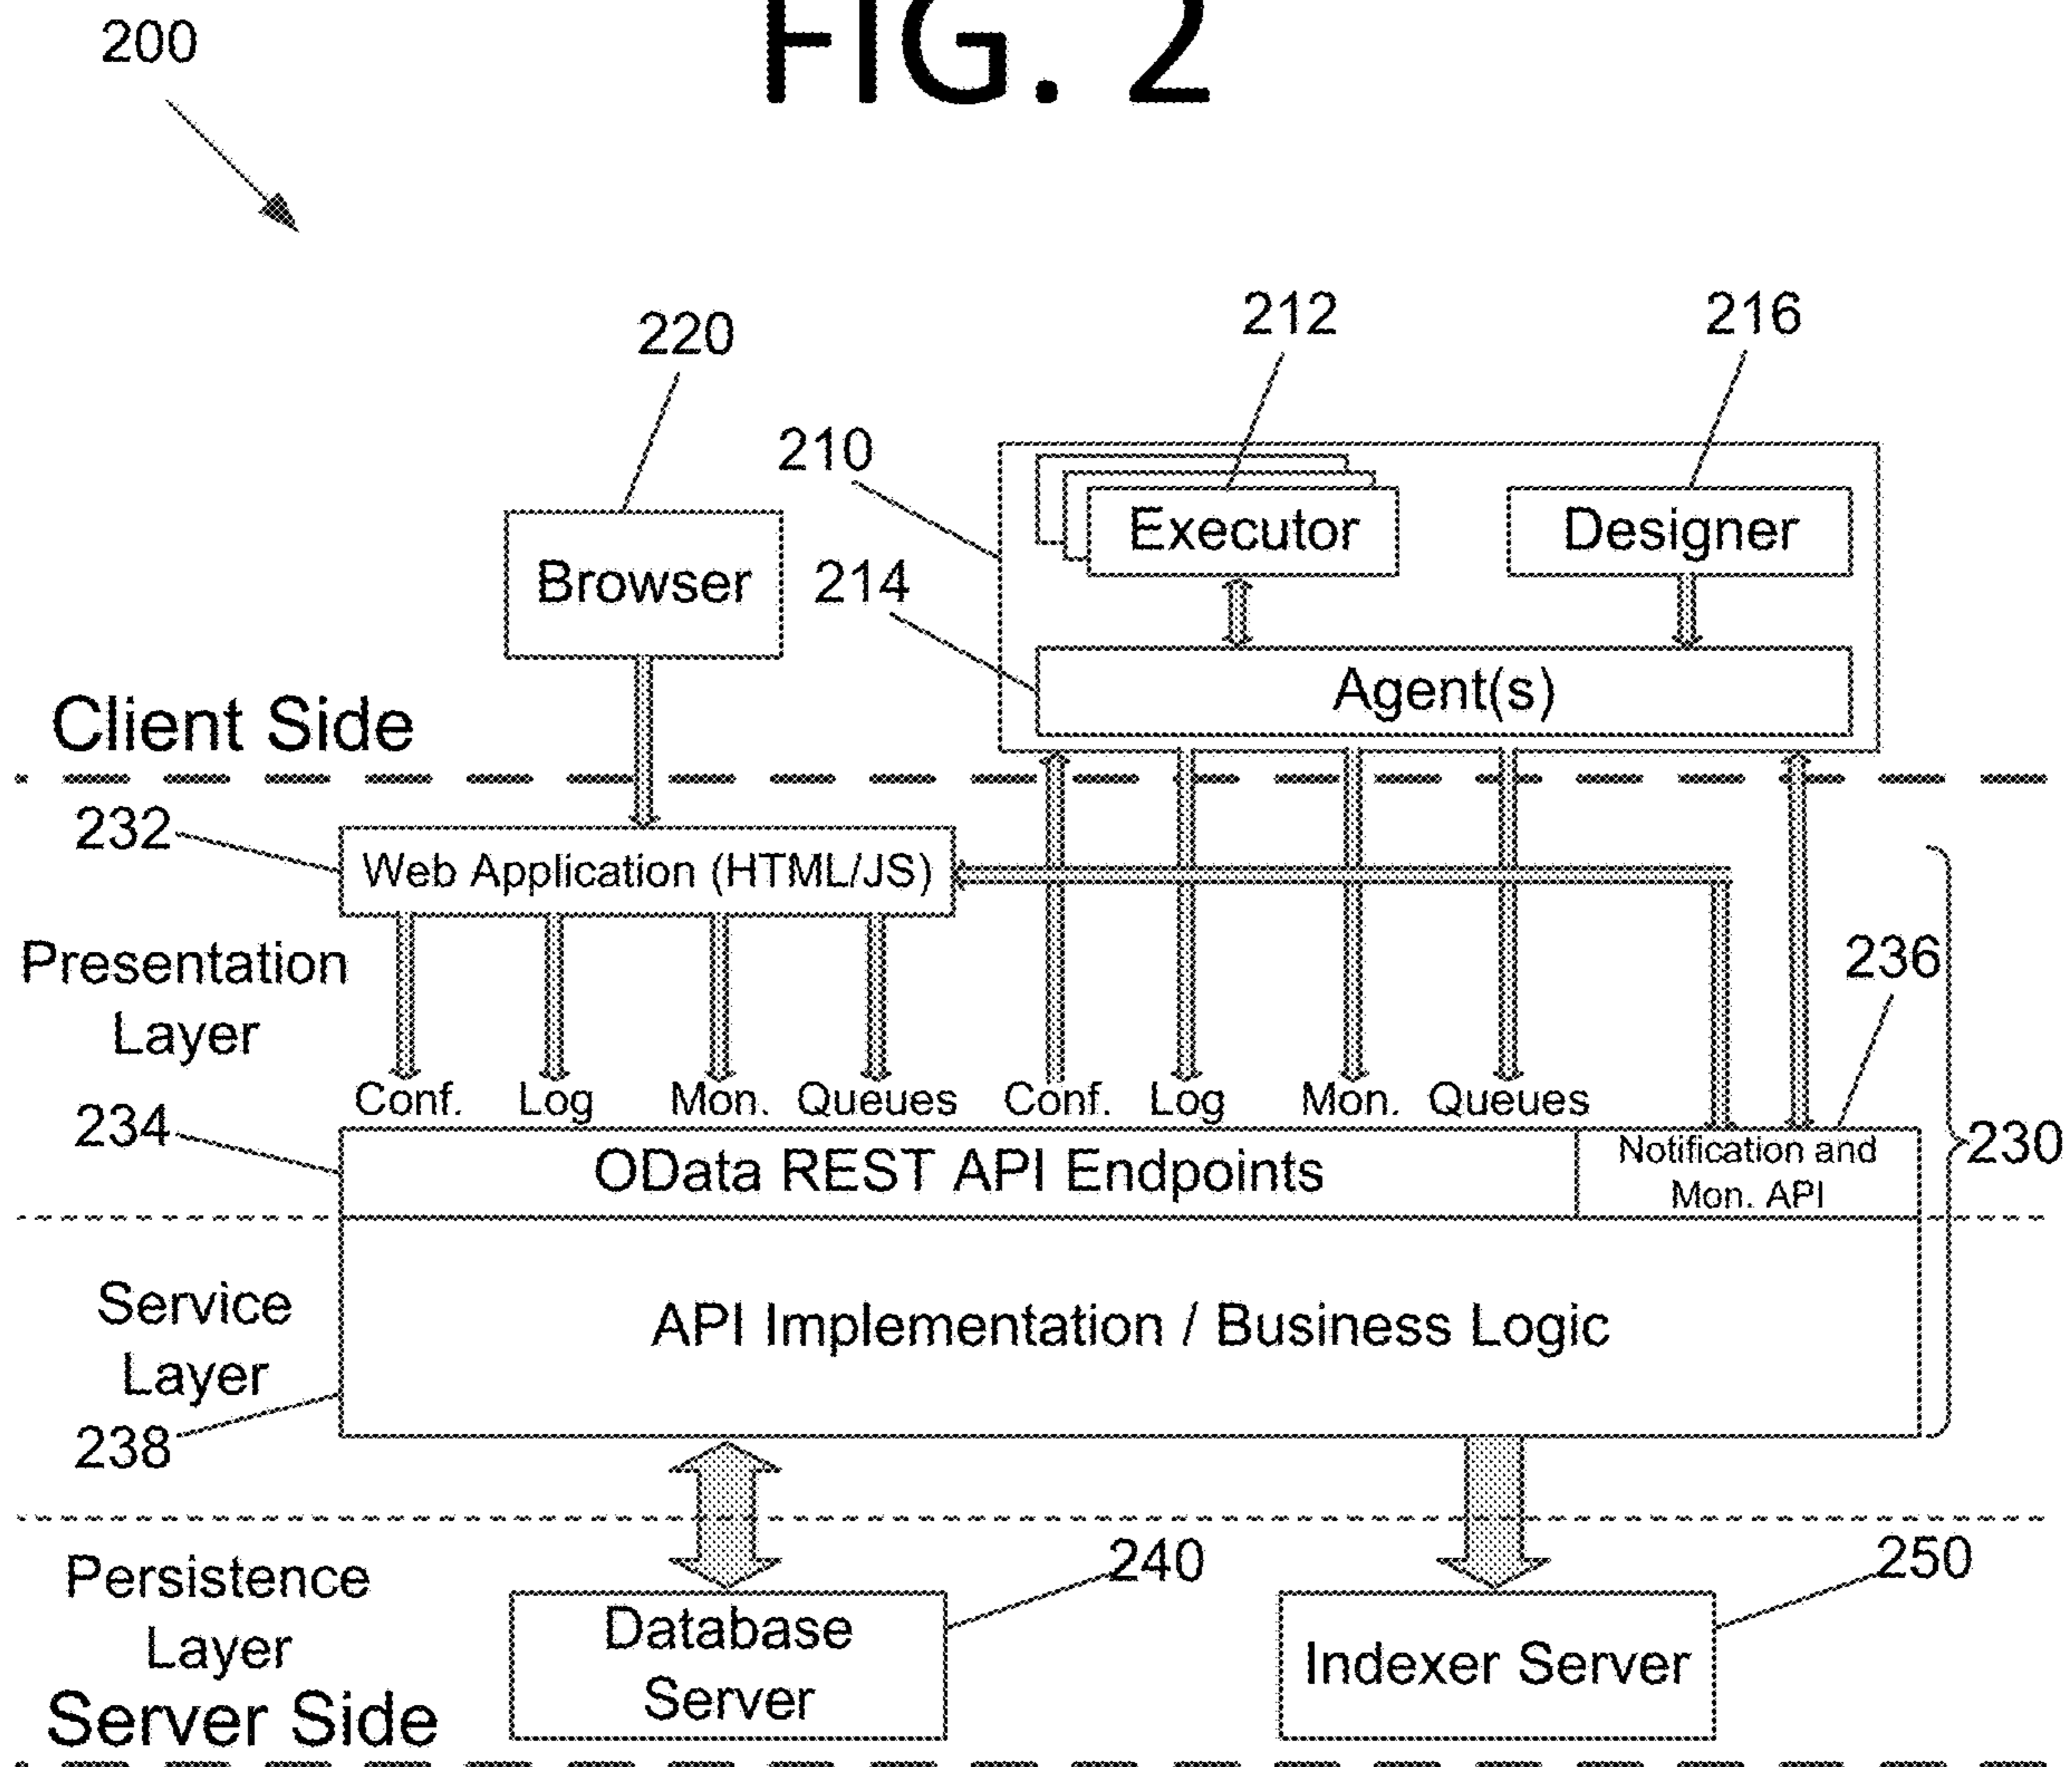 FIG. 2
200
220
212
216
210
Executor
Designer
Browser
214
Agent(s)
Client Side
232
Web Application (HTML/JS)
236
Presentation
Layer
Conf. Log Mon. Queues Conf. Log Mon. Queues
234
OData REST API Endpoints
Notification and
Mon. API
230
Service
Layer
API Implementation / Business Logic
238
240
250
Persistence
Layer
Database
Server
Indexer Server
Server Side